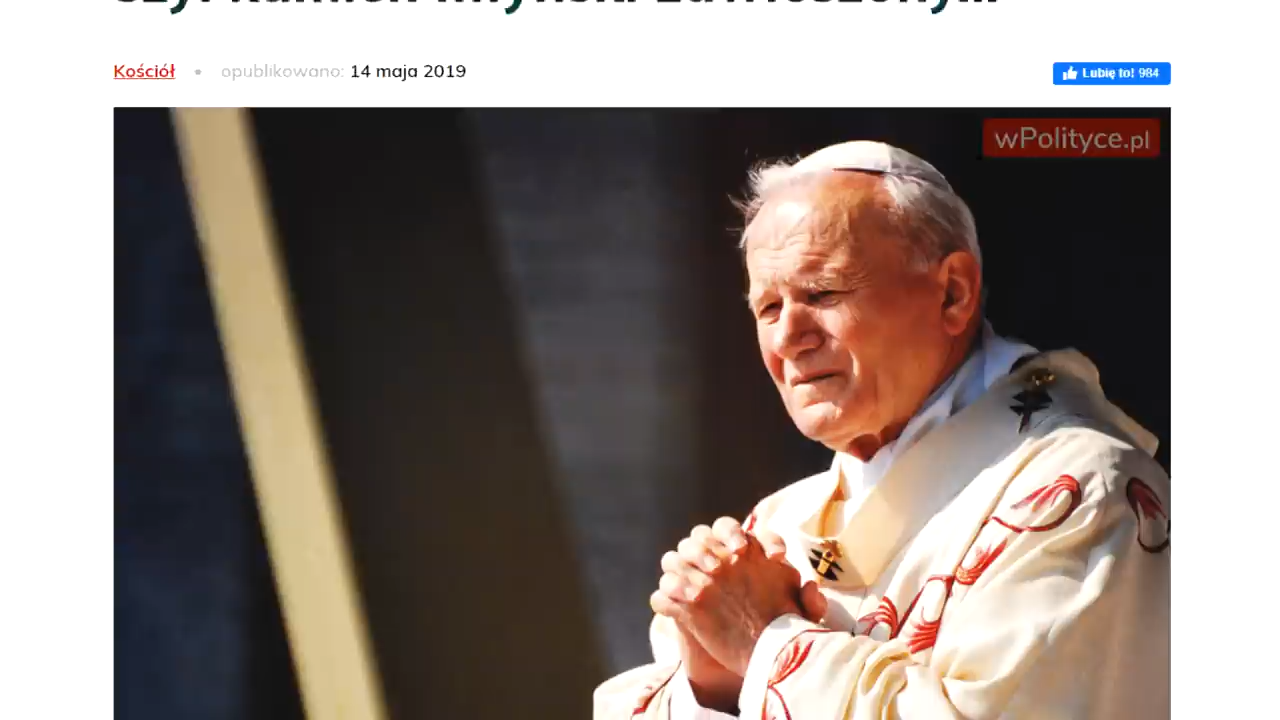 Kościół • opublikowano: 14 maja 2019
Lubię to! 984
wPolityce.pl